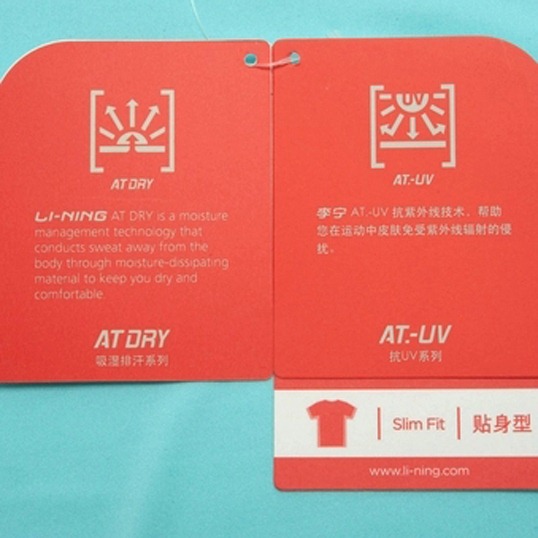 AT DRY
LI-NING AT DRY is a moisture
management technology that
conducts sweat away from the
body through moisture-dissipating
material to keep you dry and
comfortable.
AT DRY
吸湿排汗系列
UV
AT.-UV
李宁 AT.-UV 抗紫外线技术，帮助
您在运动中皮肤免受紫外线辐射的侵
扰。
AT.-UV
抗UV系列
Slim Fit
贴身型
www.li-ning.com